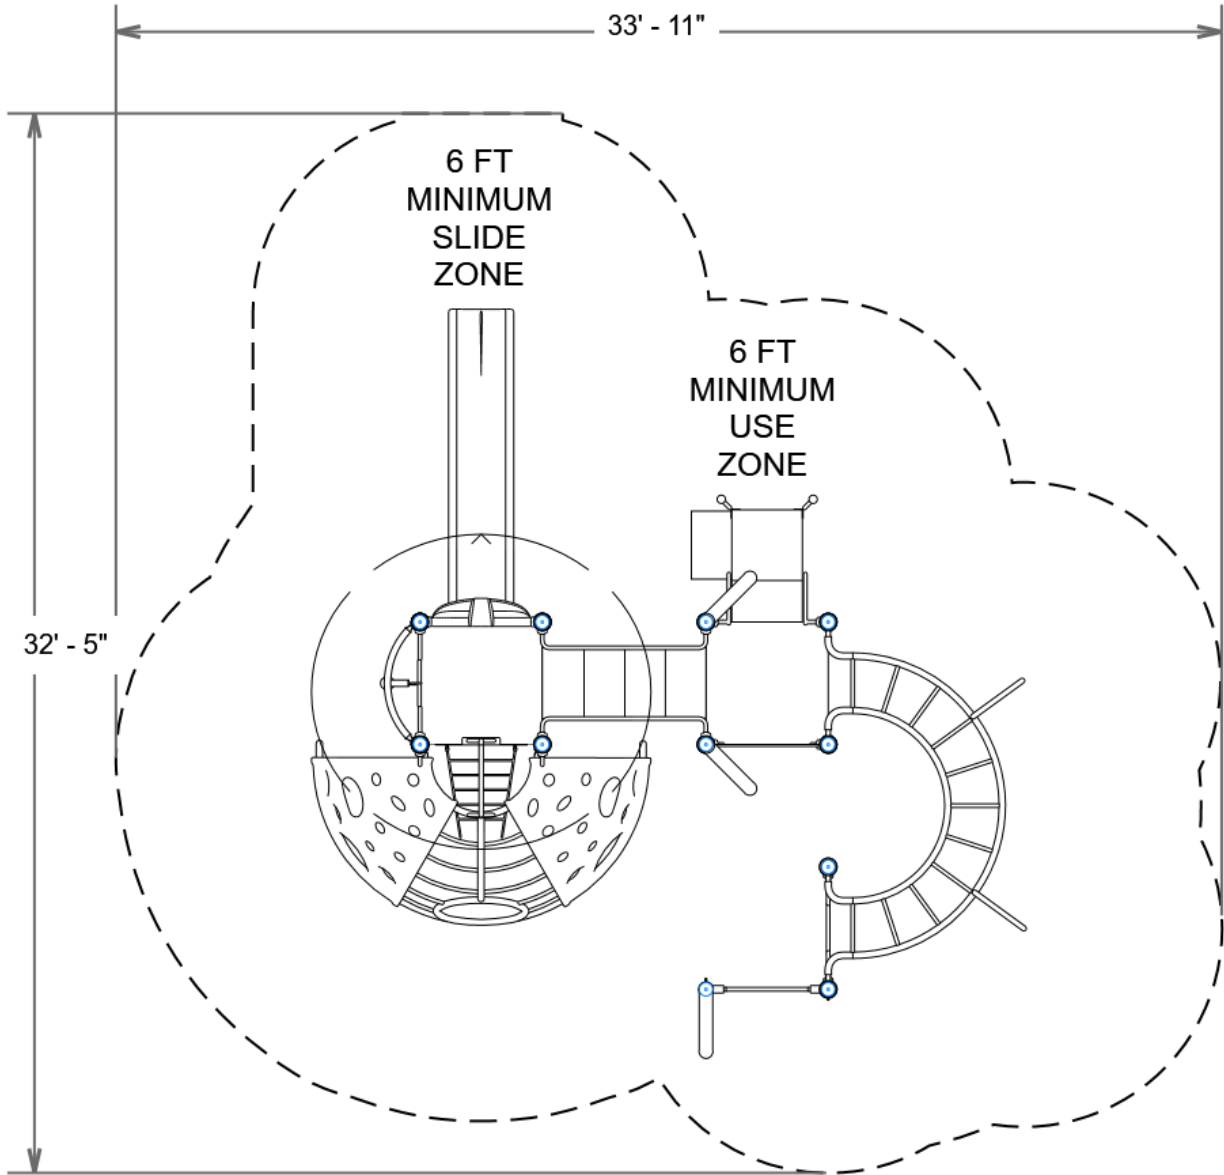 33' - 11"
6 FT
MINIMUM
SLIDE
ZONE
6 FT
MINIMUM
USE
ZONE
32' - 5"